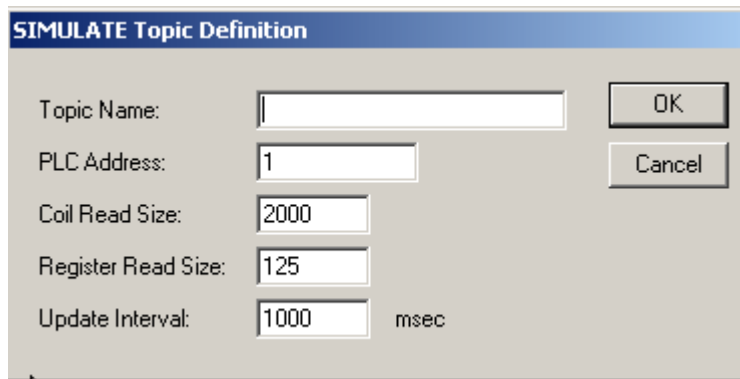 SIMULATE Topic Definition
Topic Name:
OK
PLC Address: 1
Cancel
Coil Read Size: 2000
Register Read Size: 125
Update Interval: 1000 msec